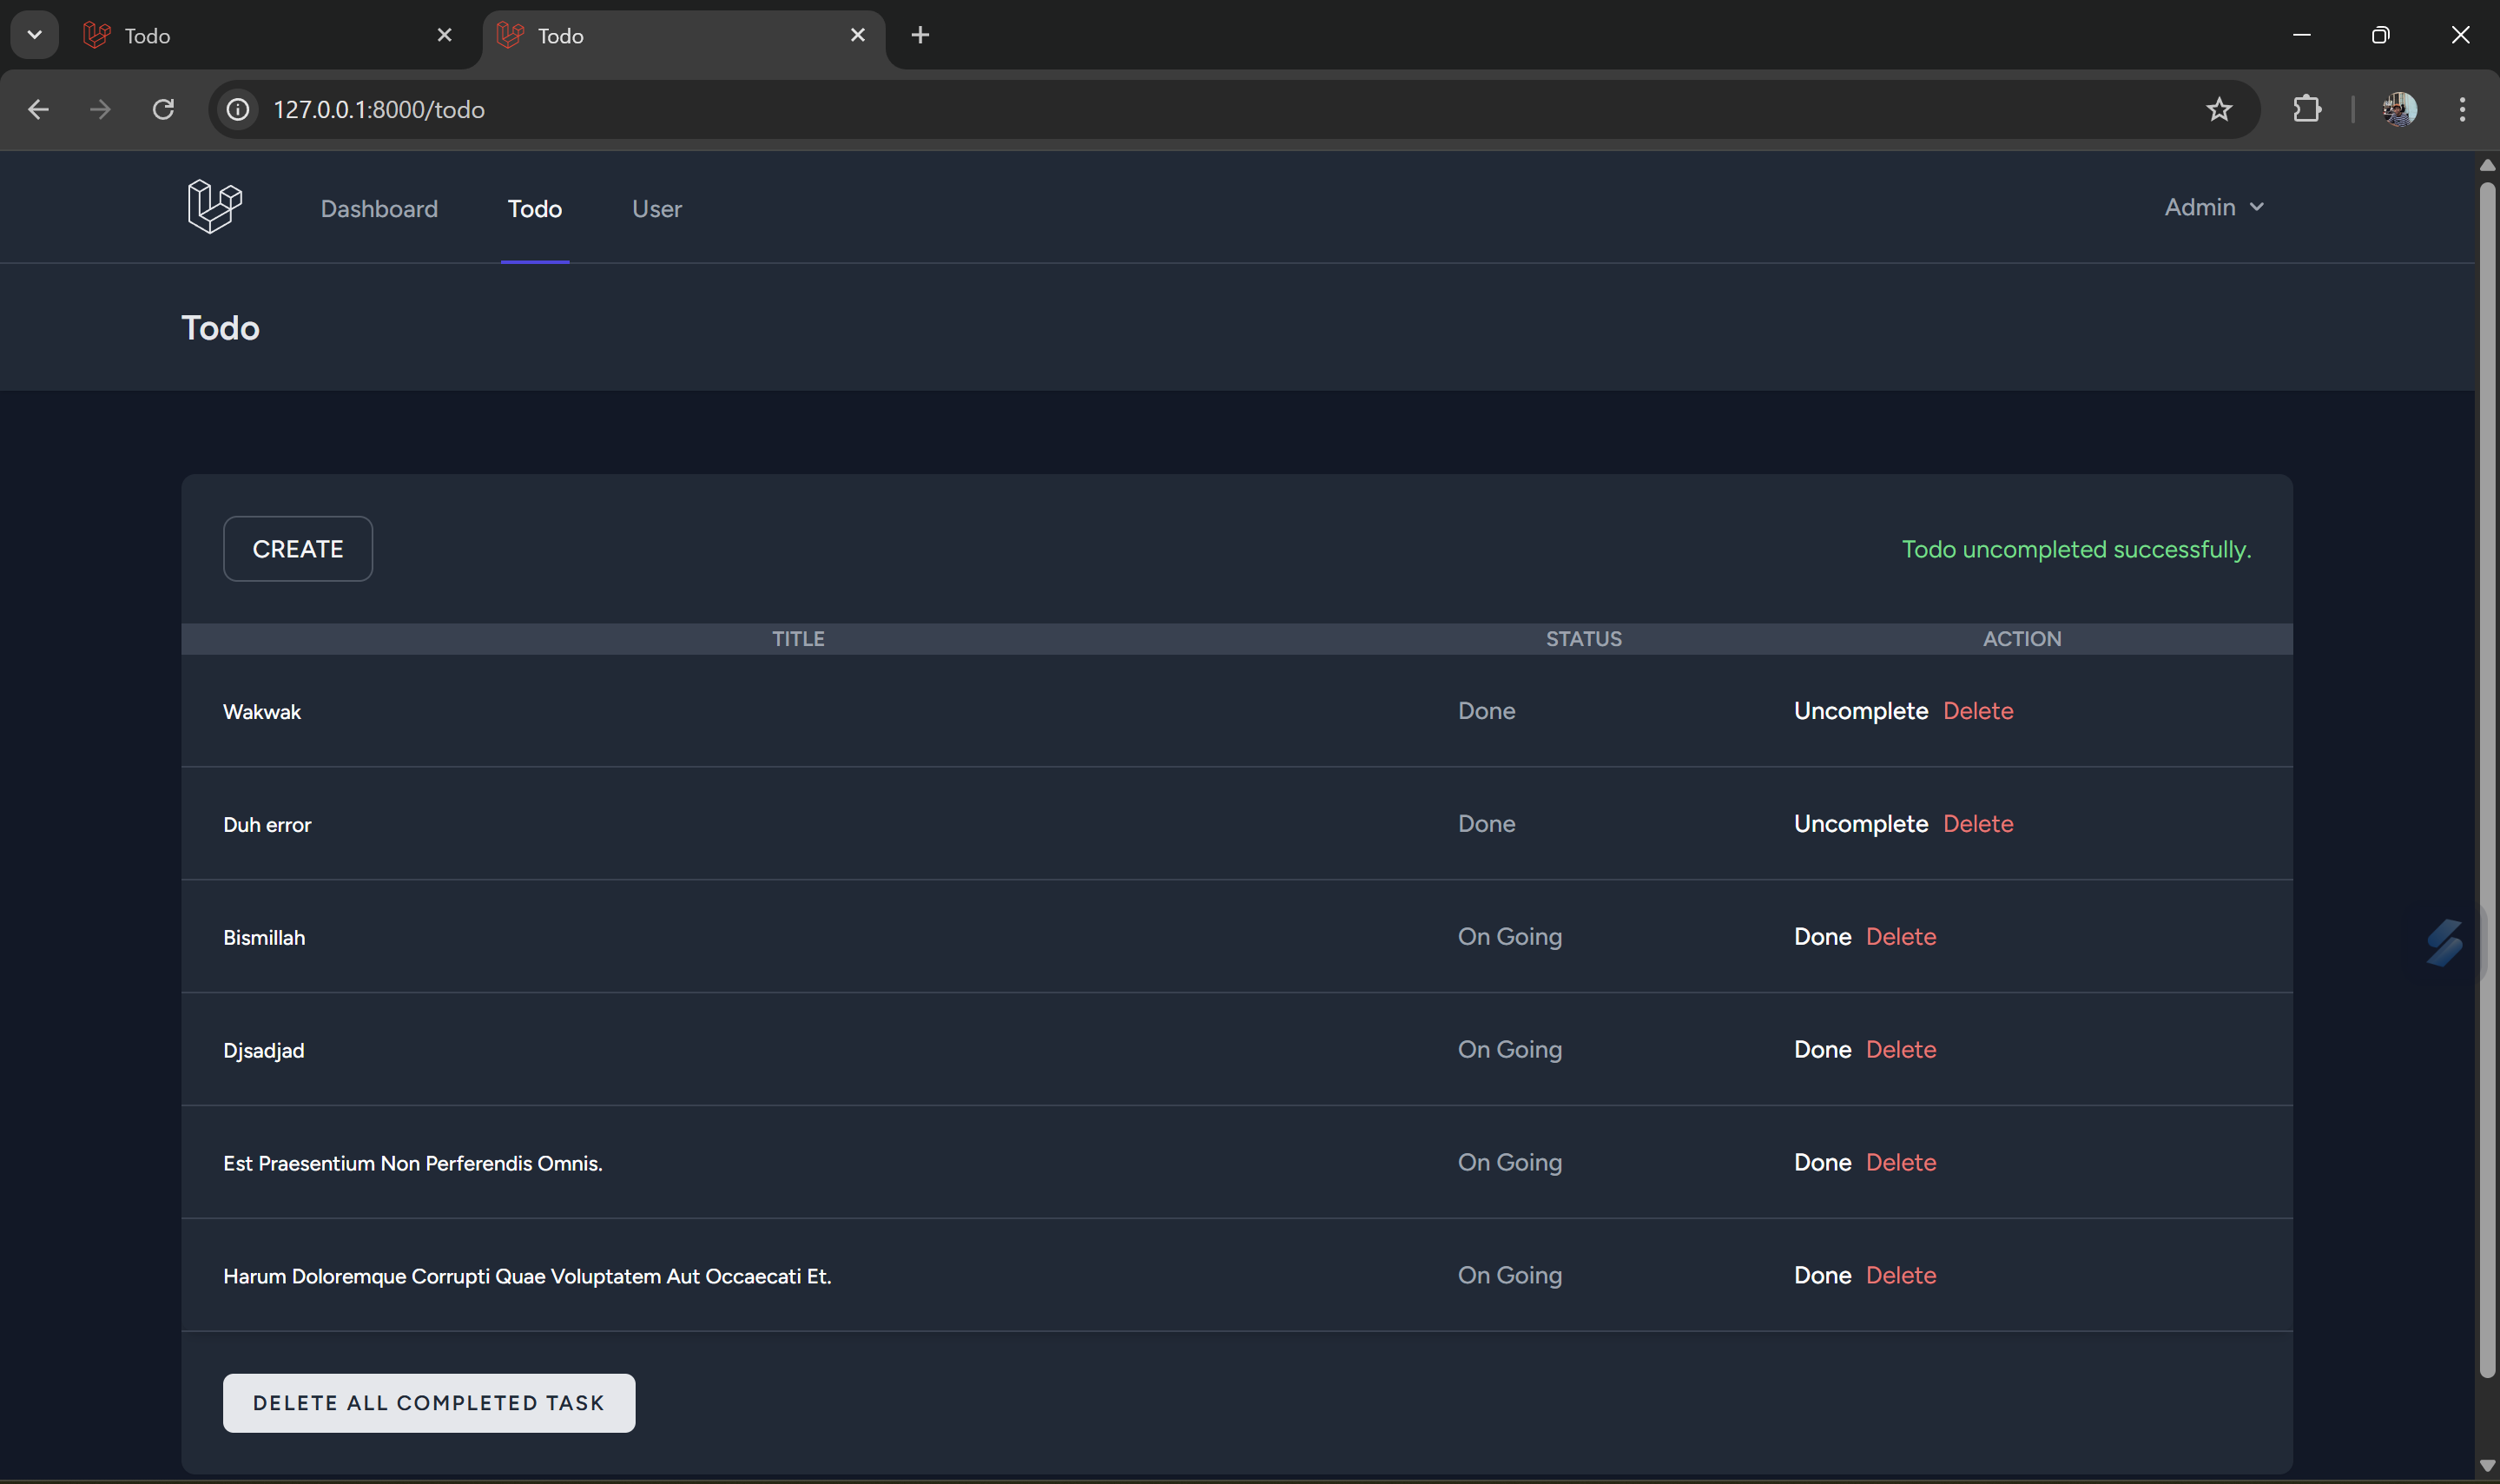 Todo
Todo
127.0.0.1:8000/todo
Dashboard Todo User Admin
Todo
CREATE Todo uncompleted successfully.
TITLE STATUS ACTION
Wakwak Done Uncomplete Delete
Duh error Done Uncomplete Delete
Bismillah On Going Done Delete
Djsadjad On Going Done Delete
Est Praesentium Non Perferendis Omnis. On Going Done Delete
Harum Doloremque Corrupti Quae Voluptatem Aut Occaecati Et. On Going Done Delete
DELETE ALL COMPLETED TASK